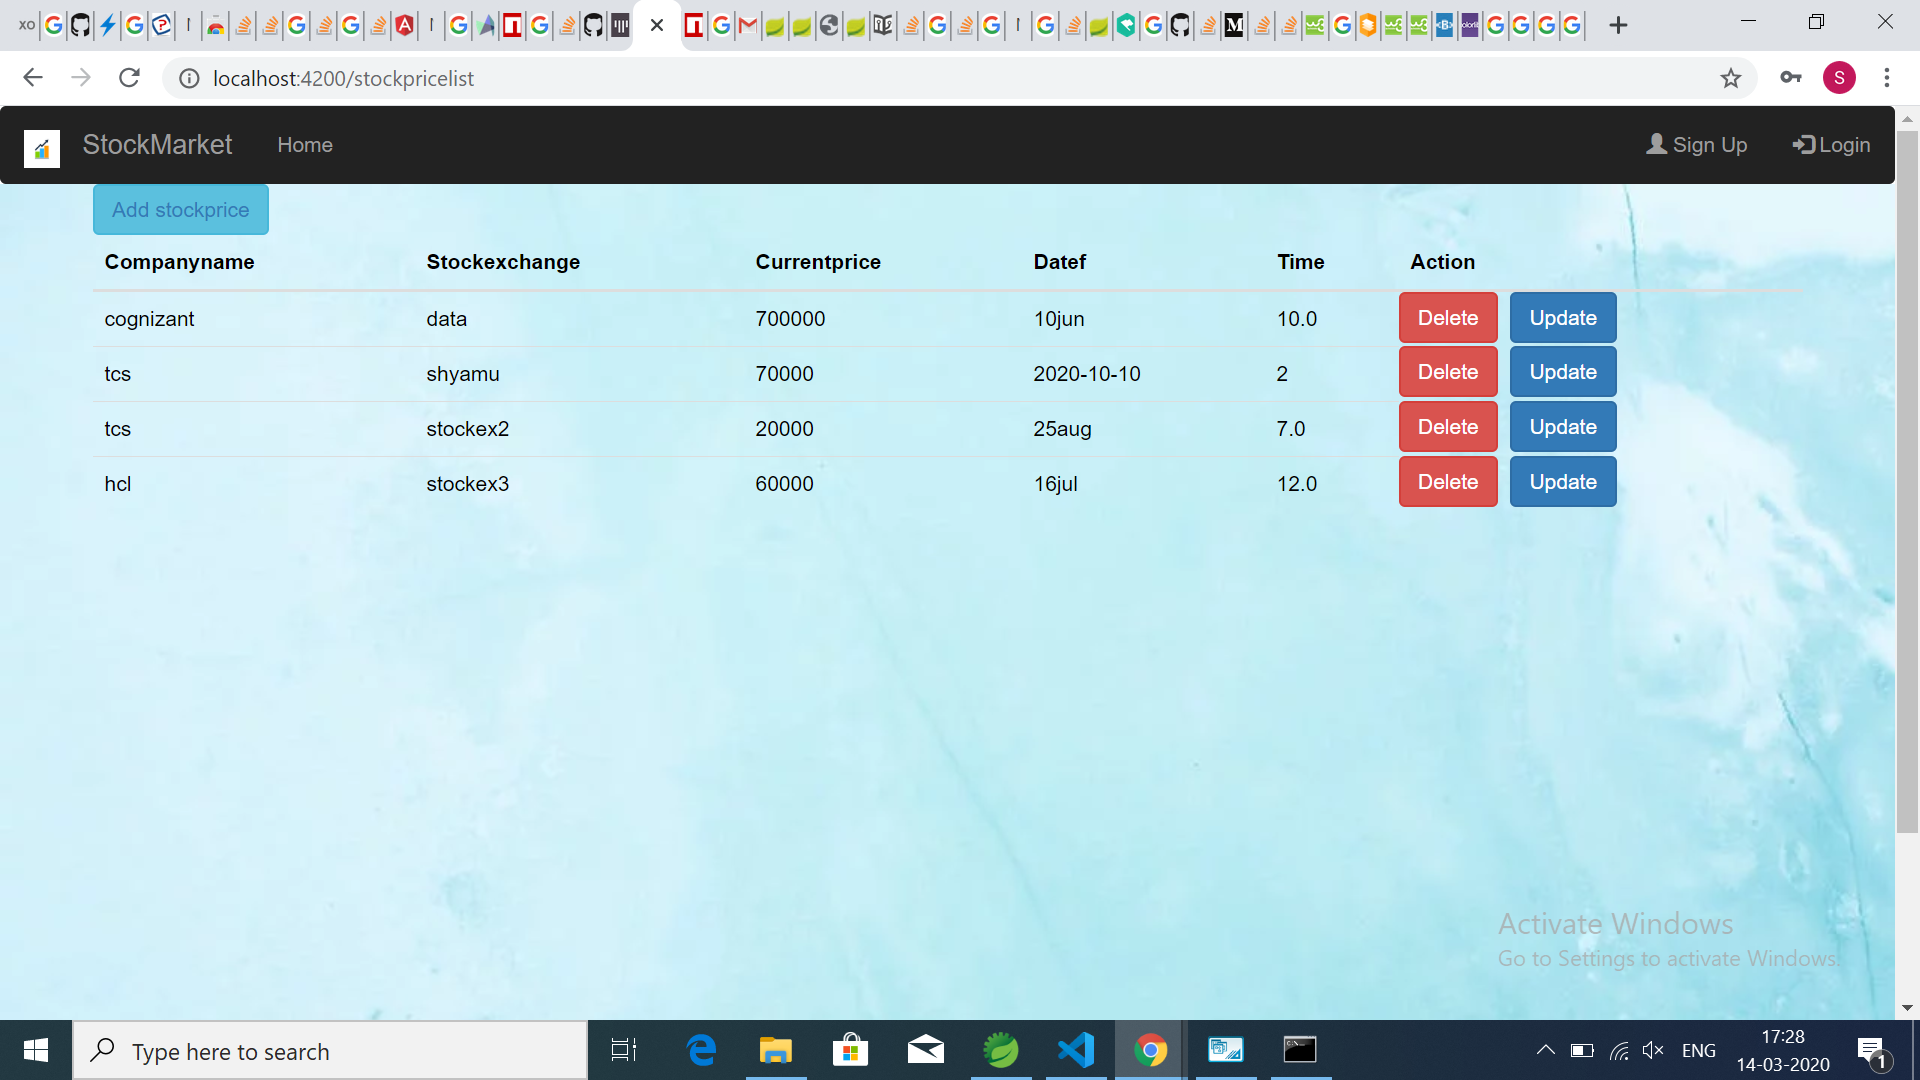 xo
localhost:4200/stockpricelist
S
StockMarket Home Sign Up Login
Add stockprice
Companyname Stockexchange Currentprice Datef Time Action
cognizant data 700000 10jun 10.0 Delete Update
tcs shyamu 70000 2020-10-10 2 Delete Update
tcs stockex2 20000 25aug 7.0 Delete Update
hcl stockex3 60000 16jul 12.0 Delete Update
Activate Windows
Go to Settings to activate Windows.
Type here to search
ENG
17:28
14-03-2020
1